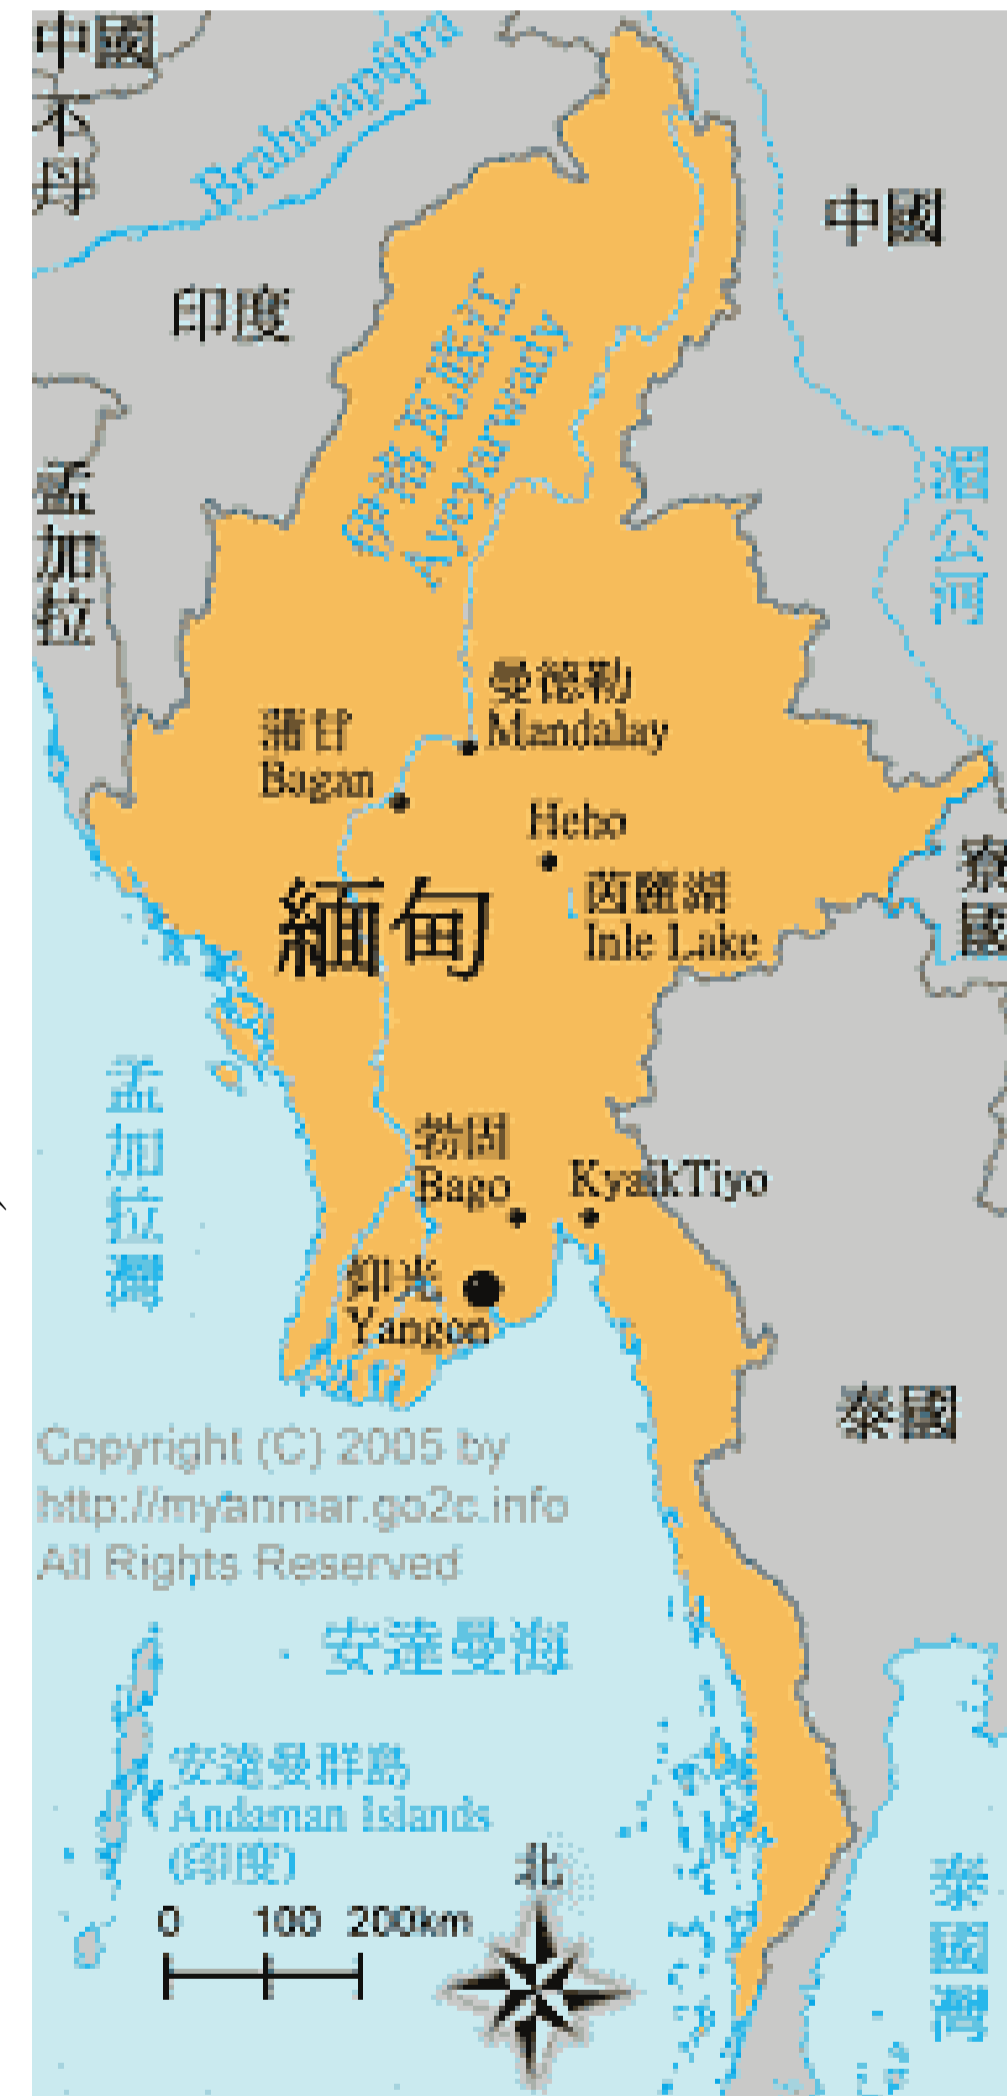 中國
不丹
Brahmaputra
中國
印度
伊洛瓦底江
Ayeyarwady
孟加拉
湄公河
曼德勒
Mandalay
蒲甘
Bagan
Heho
茵萊湖
Inle Lake
寮國
緬甸
孟加拉灣
勃固
Bago
KyaikTiyo
仰光
Yangon
泰國
Copyright (C) 2005 by
http://myanmar.go2c.info
All Rights Reserved
安達曼海
安達曼群島
Andaman Islands
(印度)
北
0 100 200km
泰國灣